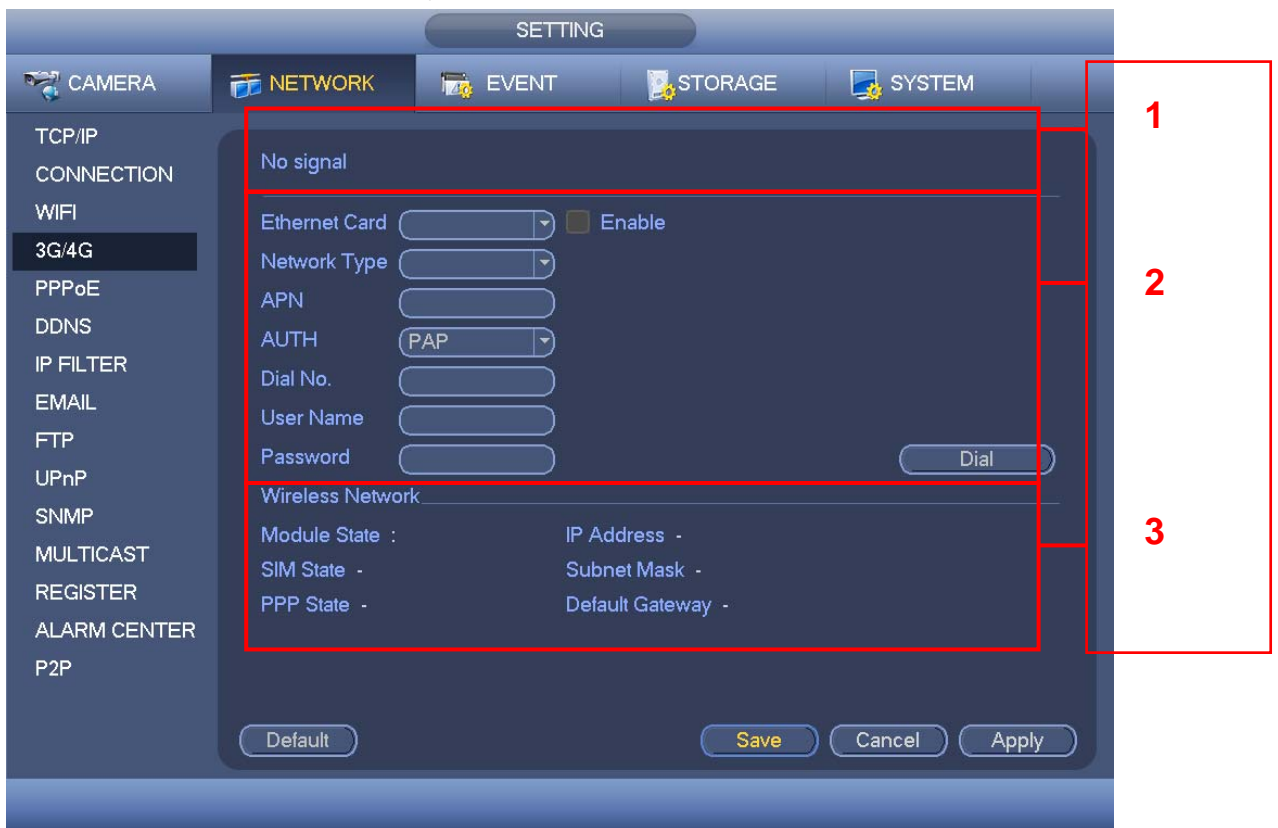 SETTING
CAMERA NETWORK EVENT STORAGE SYSTEM
TCP/IP
CONNECTION
WIFI
3G/4G
PPPoE
DDNS
IP FILTER
EMAIL
FTP
UPnP
SNMP
MULTICAST
REGISTER
ALARM CENTER
P2P
No signal
Ethernet Card Enable
Network Type
APN
AUTH PAP
Dial No.
User Name
Password Dial
Wireless Network
Module State : IP Address -
SIM State - Subnet Mask -
PPP State - Default Gateway -
Default Save Cancel Apply
1
2
3